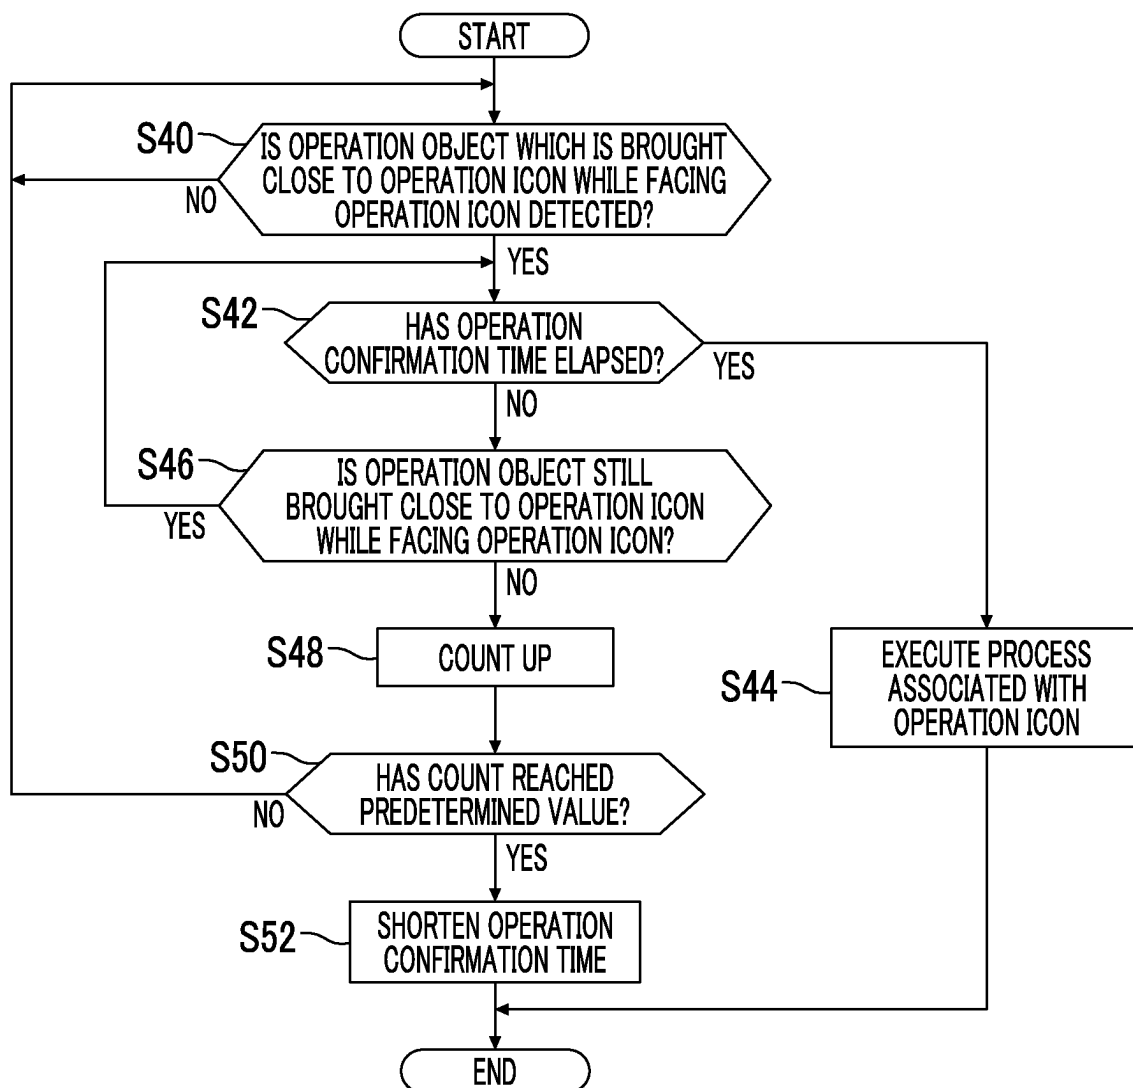 START
S40
IS OPERATION OBJECT WHICH IS BROUGHT
CLOSE TO OPERATION ICON WHILE FACING
OPERATION ICON DETECTED?
NO
YES
S42
HAS OPERATION
CONFIRMATION TIME ELAPSED?
YES
NO
S46
IS OPERATION OBJECT STILL
BROUGHT CLOSE TO OPERATION ICON
WHILE FACING OPERATION ICON?
YES
NO
S48
COUNT UP
S44
EXECUTE PROCESS
ASSOCIATED WITH
OPERATION ICON
S50
HAS COUNT REACHED
PREDETERMINED VALUE?
NO
YES
S52
SHORTEN OPERATION
CONFIRMATION TIME
END